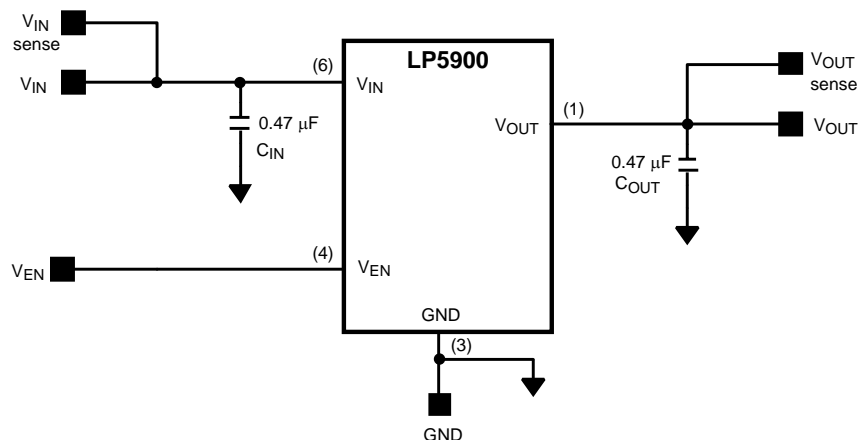 V_IN
sense
V_IN
(6)
LP5900
V_IN
0.47 μF
C_IN
V_OUT
(1)
V_OUT
sense
V_OUT
0.47 μF
C_OUT
V_EN
(4)
V_EN
GND
(3)
GND